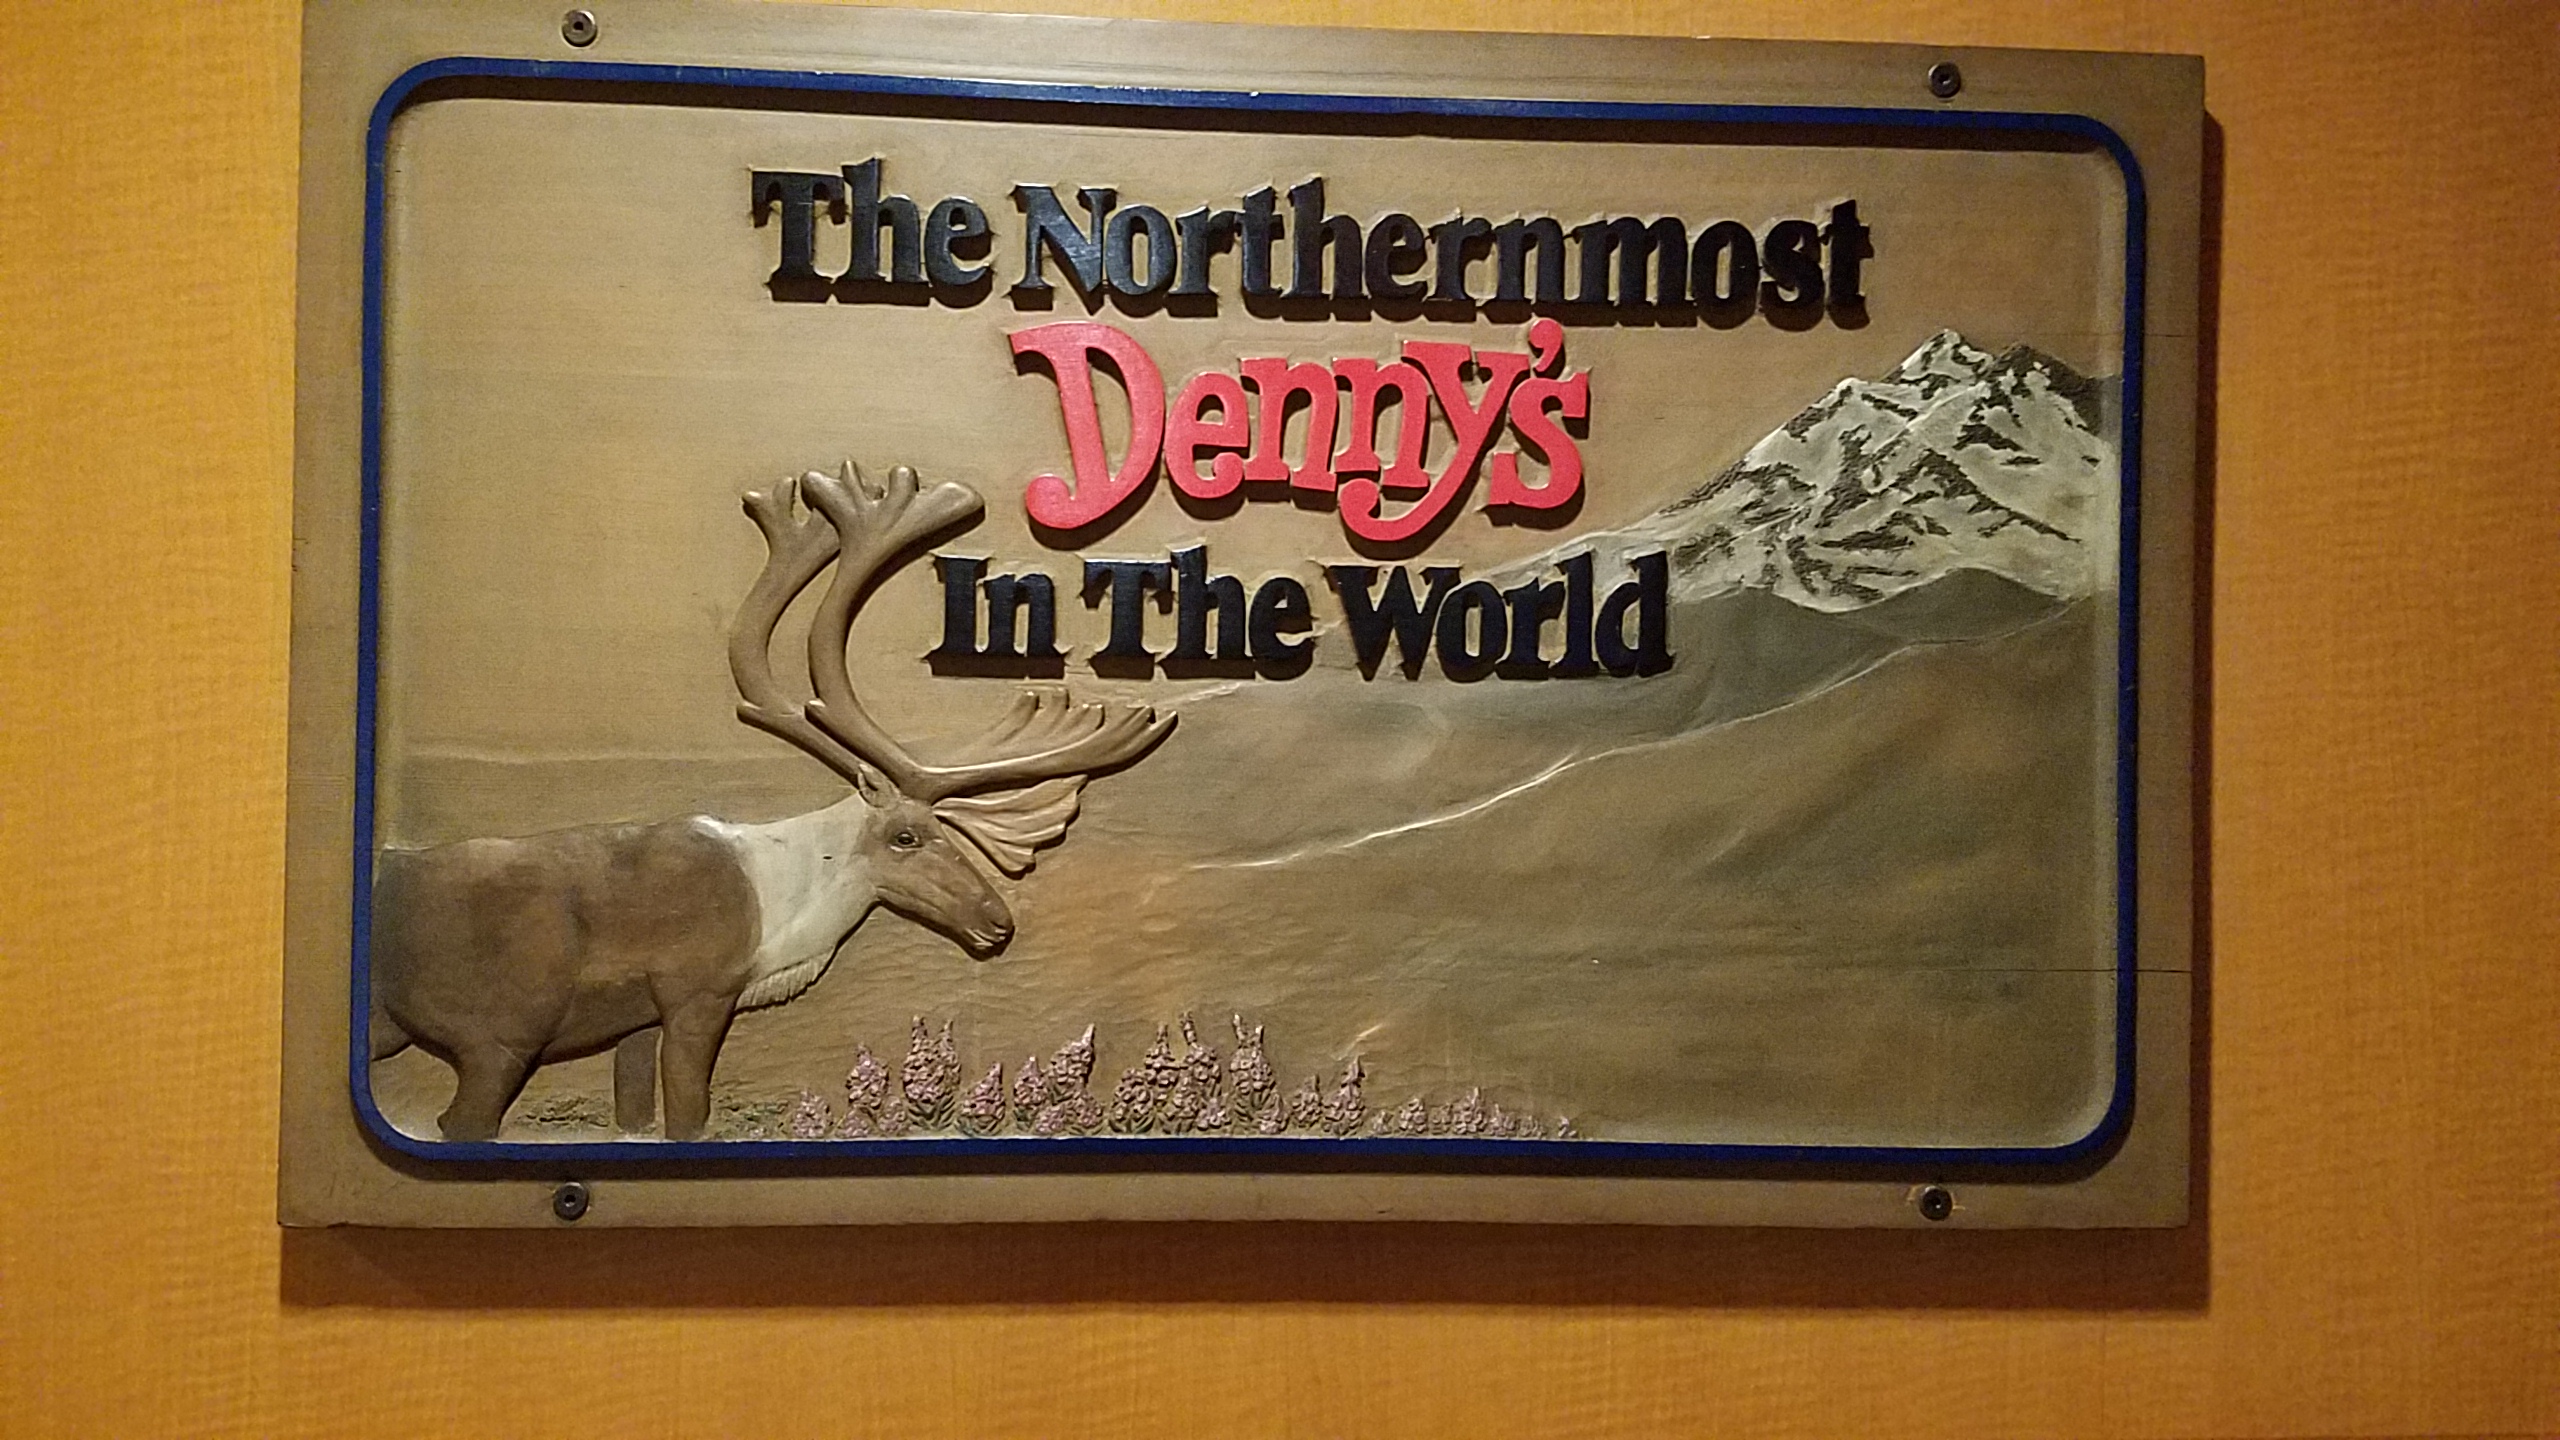 The Northernmost
Denny's
In The World